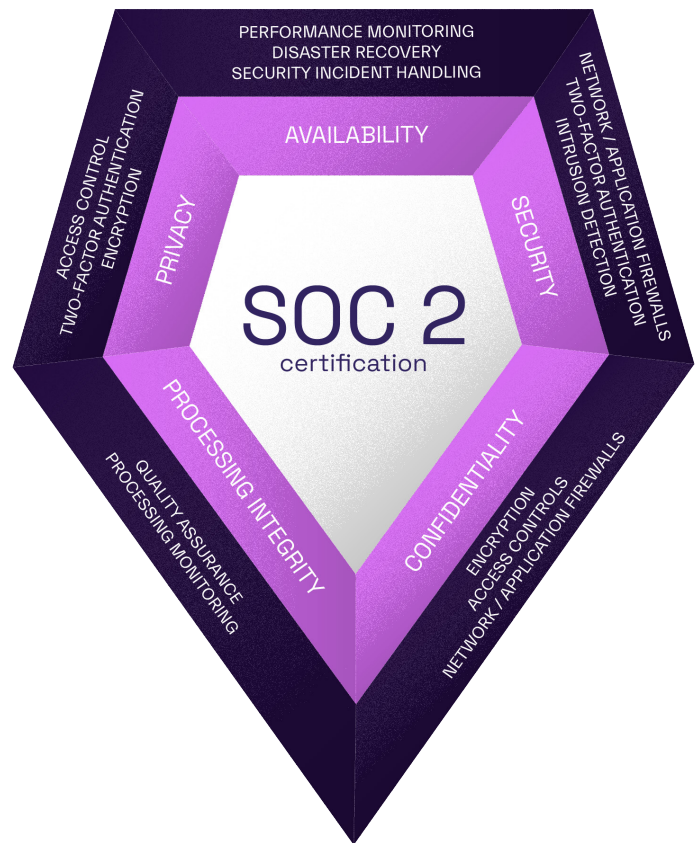 PERFORMANCE MONITORING
DISASTER RECOVERY
SECURITY INCIDENT HANDLING
AVAILABILITY
NETWORK / APPLICATION FIREWALLS
TWO-FACTOR AUTHENTICATION
INTRUSION DETECTION
SECURITY
ACCESS CONTROL
TWO-FACTOR AUTHENTICATION
ENCRYPTION
PRIVACY
SOC 2
certification
PROCESSING INTEGRITY
QUALITY ASSURANCE
PROCESSING MONITORING
CONFIDENTIALITY
ENCRYPTION
ACCESS CONTROLS
NETWORK / APPLICATION FIREWALLS